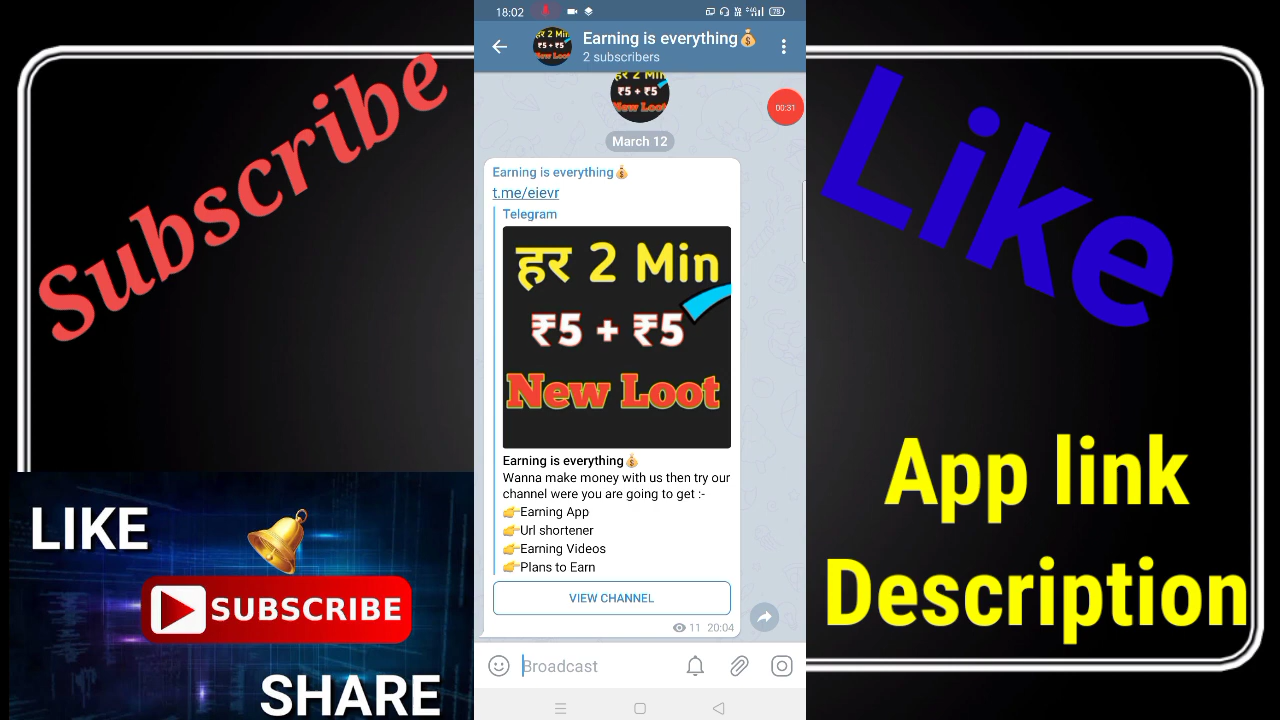 Subscribe
LIKE
SUBSCRIBE
SHARE
18:02
78
Earning is everything💰
2 subscribers
हर 2 Min
₹5 + ₹5
New Loot
00:31
March 12
Earning is everything💰
t.me/eievr
Telegram
हर 2 Min
₹5 + ₹5
New Loot
Earning is everything💰
Wanna make money with us then try our
channel were you are going to get :-
👉Earning App
👉Url shortener
👉Earning Videos
👉Plans to Earn
VIEW CHANNEL
11 20:04
Broadcast
Like
App link
Description